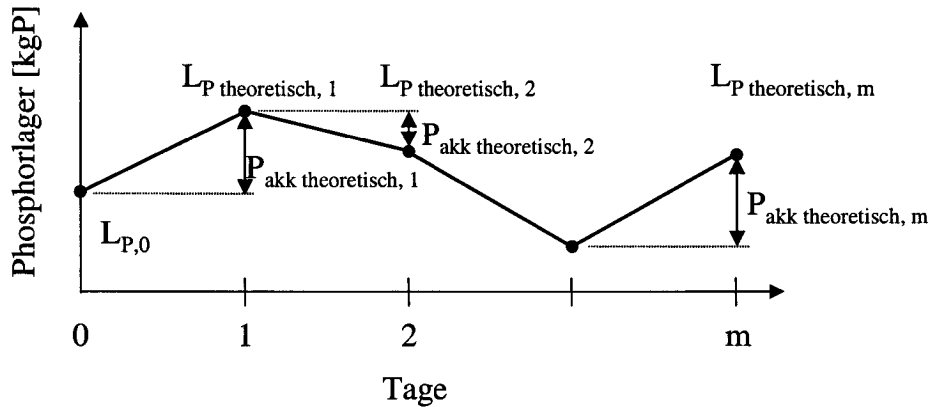 Phosphorlager [kgP]
L_P theoretisch, 1
L_P theoretisch, 2
L_P theoretisch, m
P_akk theoretisch, 1
P_akk theoretisch, 2
P_akk theoretisch, m
L_P,0
0 1 2 m
Tage